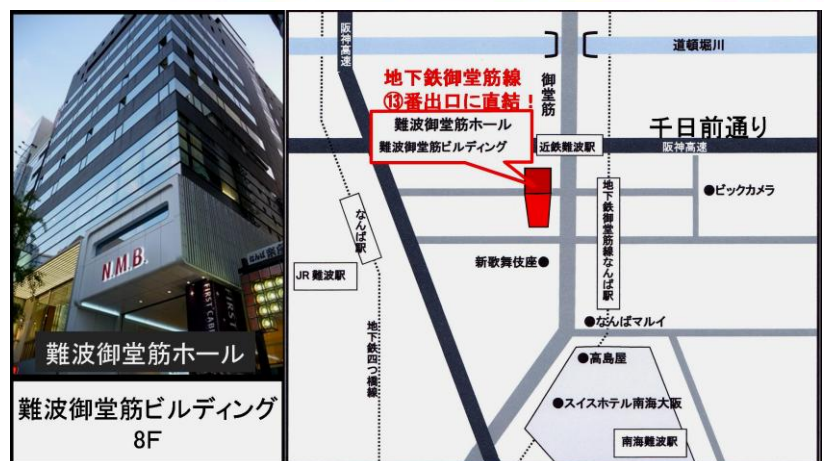 N.M.B.
FIRST CABIN
難波御堂筋ホール
難波御堂筋ビルディング
8F
阪神高速
道頓堀川
地下鉄御堂筋線
⑬番出口に直結！
御堂筋
難波御堂筋ホール
難波御堂筋ビルディング
近鉄難波駅
千日前通り
阪神高速
ビックカメラ
地下鉄御堂筋線なんば駅
なんば駅
新歌舞伎座
JR 難波駅
地下鉄四つ橋線
なんばマルイ
高島屋
スイスホテル南海大阪
南海難波駅